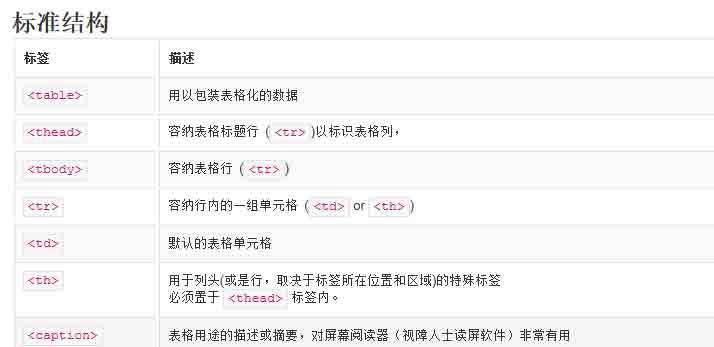 标准结构
标签 描述
<table> 用以包装表格化的数据
<thead> 容纳表格标题行 (<tr>)以标识表格列，
<tbody> 容纳表格行 (<tr>)
<tr> 容纳行内的一组单元格 (<td> or <th>)
<td> 默认的表格单元格
<th> 用于列头(或是行，取决于标签所在位置和区域)的特殊标签
必须置于 <thead> 标签内。
<caption> 表格用途的描述或摘要，对屏幕阅读器（视障人士读屏软件）非常有用